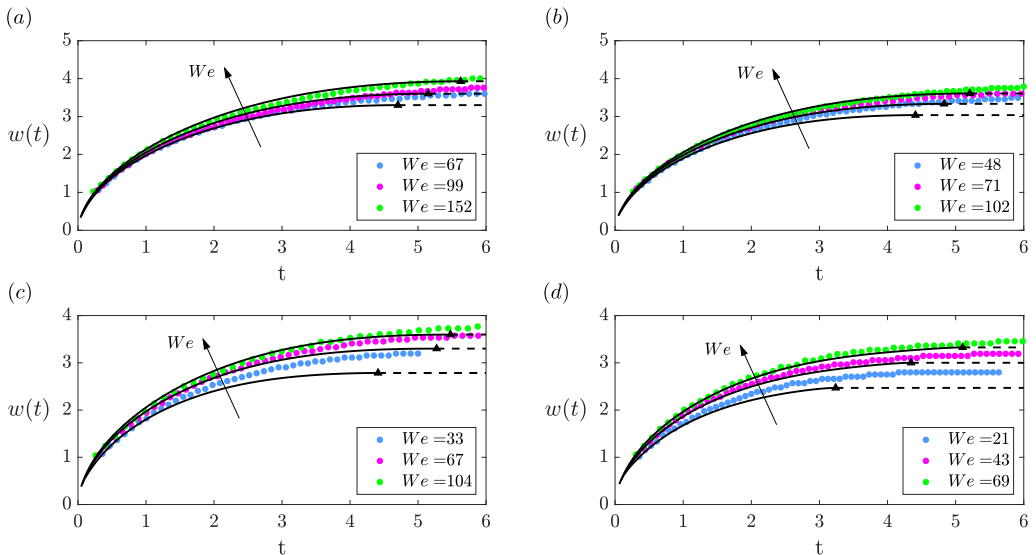 (a)
5
4
3
2
1
0
w(t)
We
We =67
We =99
We =152
0 1 2 3 4 5 6
t
(b)
5
4
3
2
1
0
w(t)
We
We =48
We =71
We =102
0 1 2 3 4 5 6
t
(c)
4
3
2
1
0
w(t)
We
We =33
We =67
We =104
0 1 2 3 4 5 6
t
(d)
4
3
2
1
0
w(t)
We
We =21
We =43
We =69
0 1 2 3 4 5 6
t